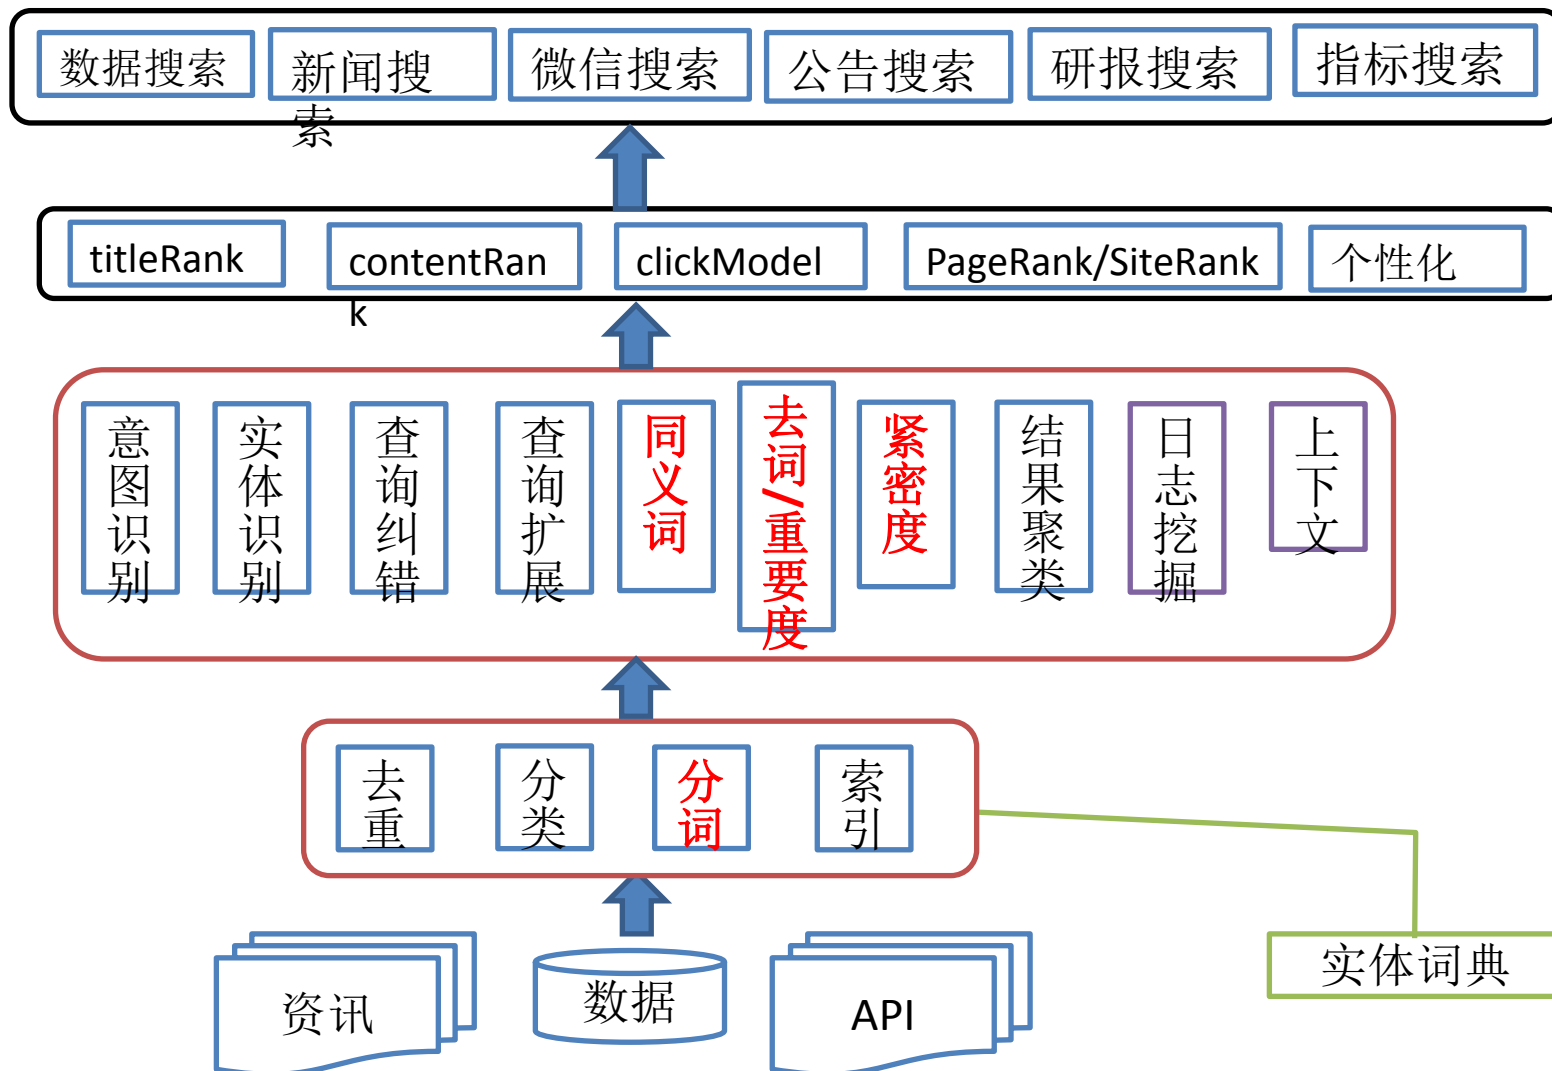 数据搜索
新闻搜
索
微信搜索
公告搜索
研报搜索
指标搜索
titleRank
contentRan
k
clickModel
PageRank/SiteRank
个性化
意图识别
实体识别
查询纠错
查询扩展
同义词
去词/重要度
紧密度
结果聚类
日志挖掘
上下文
去重
分类
分词
索引
实体词典
资讯
数据
API